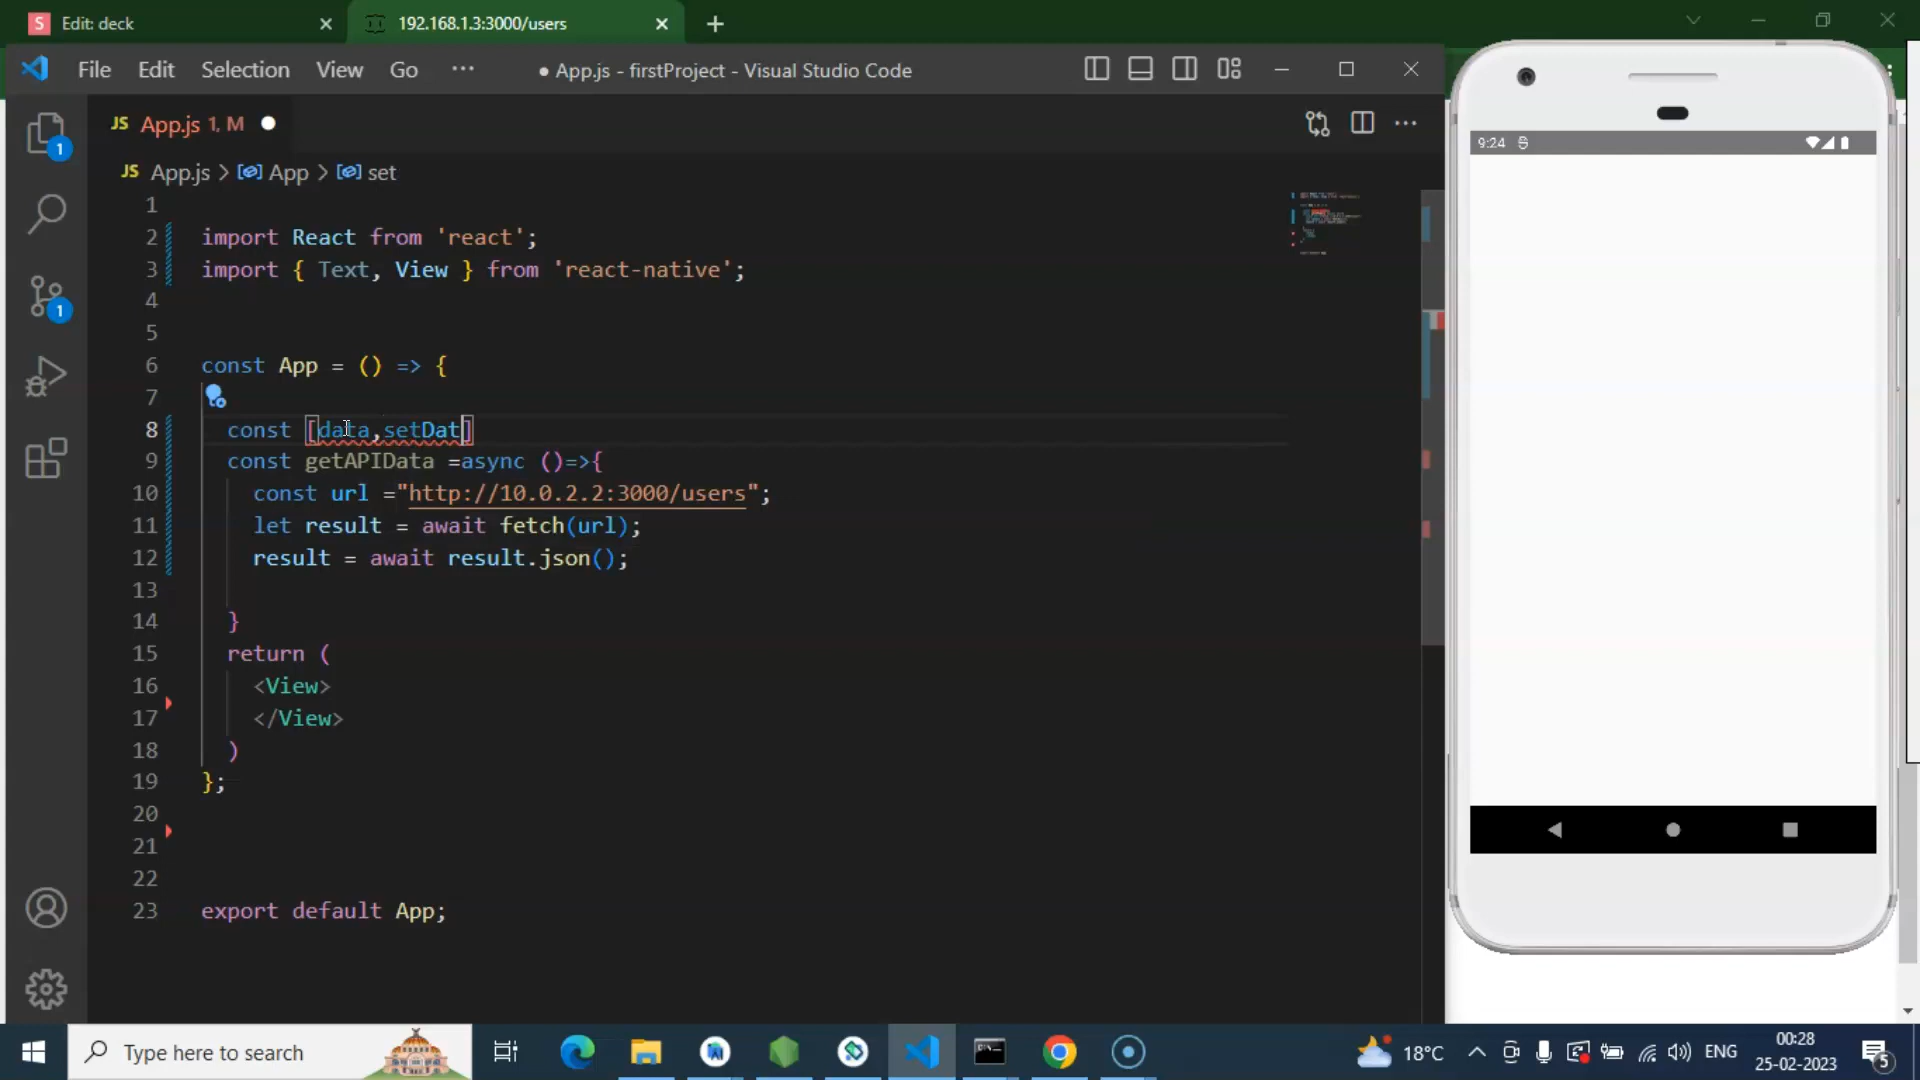 Edit: deck
192.168.1.3:3000/users
File Edit Selection View Go ··· ● App.js - firstProject - Visual Studio Code
JS App.js 1, M
JS App.js > App > set
1
2 import React from 'react';
3 import { Text, View } from 'react-native';
4
5
6 const App = () => {
7
8 const [data,setDat]
9 const getAPIData =async ()=>{
10 const url ="http://10.0.2.2:3000/users";
11 let result = await fetch(url);
12 result = await result.json();
13
14 }
15 return (
16 <View>
17 </View>
18 )
19 };
20
21
22
23 export default App;
1
1
9:24
Type here to search
18°C
ENG
00:28
25-02-2023
5